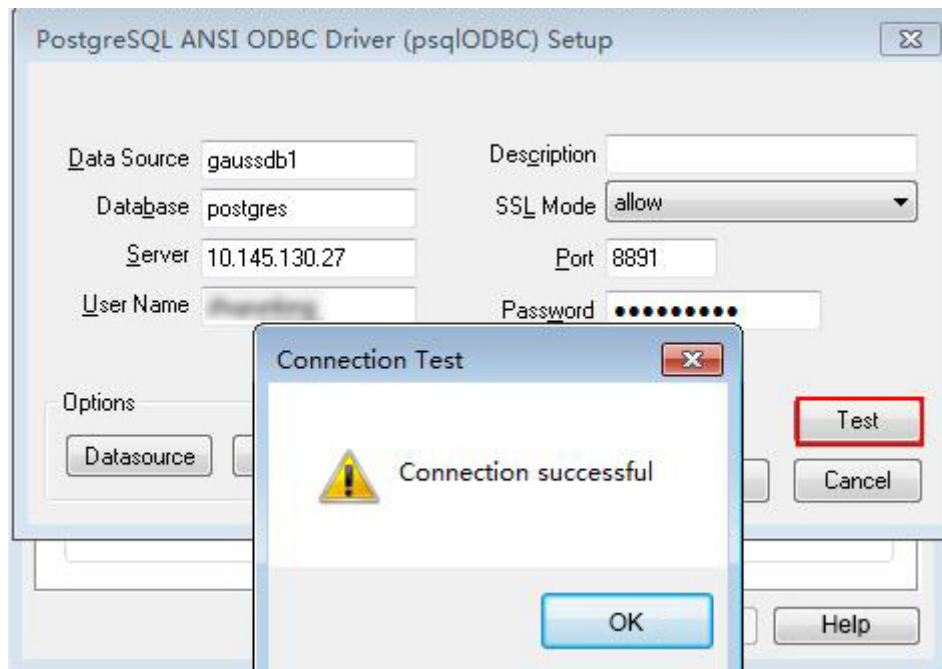 PostgreSQL ANSI ODBC Driver (psqlODBC) Setup
Data Source gaussdb1 Description
Database postgres SSL Mode allow
Server 10.145.130.27 Port 8891
User Name Password •••••••••
Connection Test
Options
Test
Datasource
Connection successful
Cancel
OK
Help